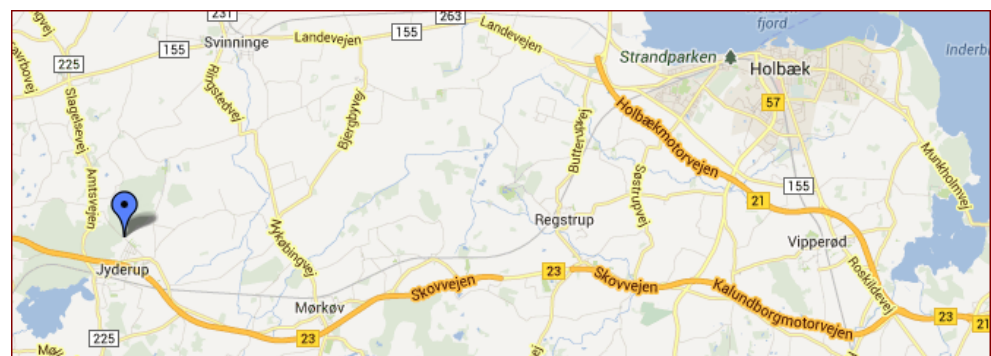 231
263
Landevejen
fjord
155
Svinninge
Landevejen
155
Strandparken
Holbæk
225
Slagelsevej
Ringstedvej
Bjergbyvej
Holbækmotorvejen
57
Butterupvej
Søstrupvej
Munkholmvej
Amtsvejen
155
21
Nykøbingvej
Regstrup
Vipperød
Jyderup
23
Skovvejen
Skovvejen
Kalundborgmotorvejen
Roskildevej
Mørkøv
225
23
23
21